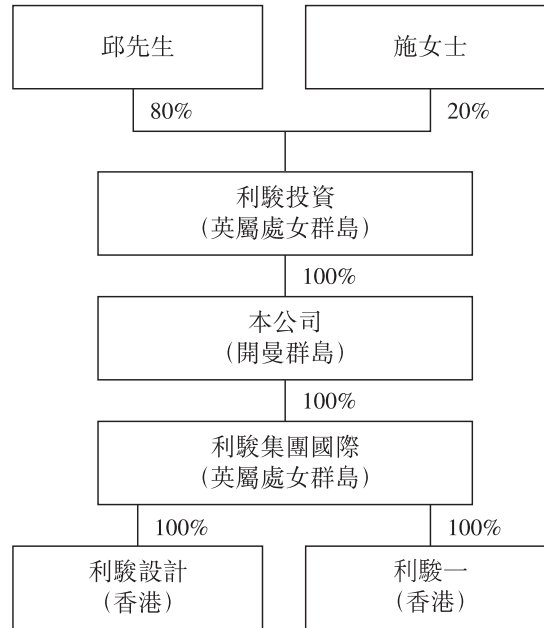 邱先生
施女士
80%
20%
利駿投資
(英屬處女群島)
100%
本公司
(開曼群島)
100%
利駿集團國際
(英屬處女群島)
100%
100%
利駿設計
(香港)
利駿一
(香港)